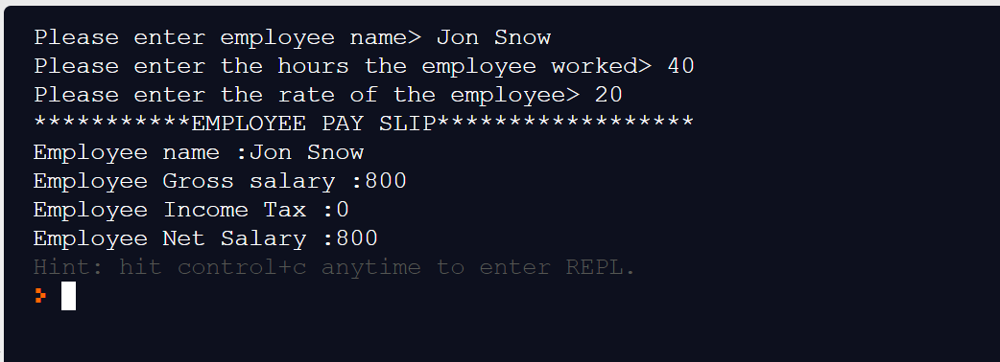 Please enter employee name> Jon Snow
Please enter the hours the employee worked> 40
Please enter the rate of the employee> 20
***********EMPLOYEE PAY SLIP******************
Employee name :Jon Snow
Employee Gross salary :800
Employee Income Tax :0
Employee Net Salary :800
Hint: hit control+c anytime to enter REPL.
>